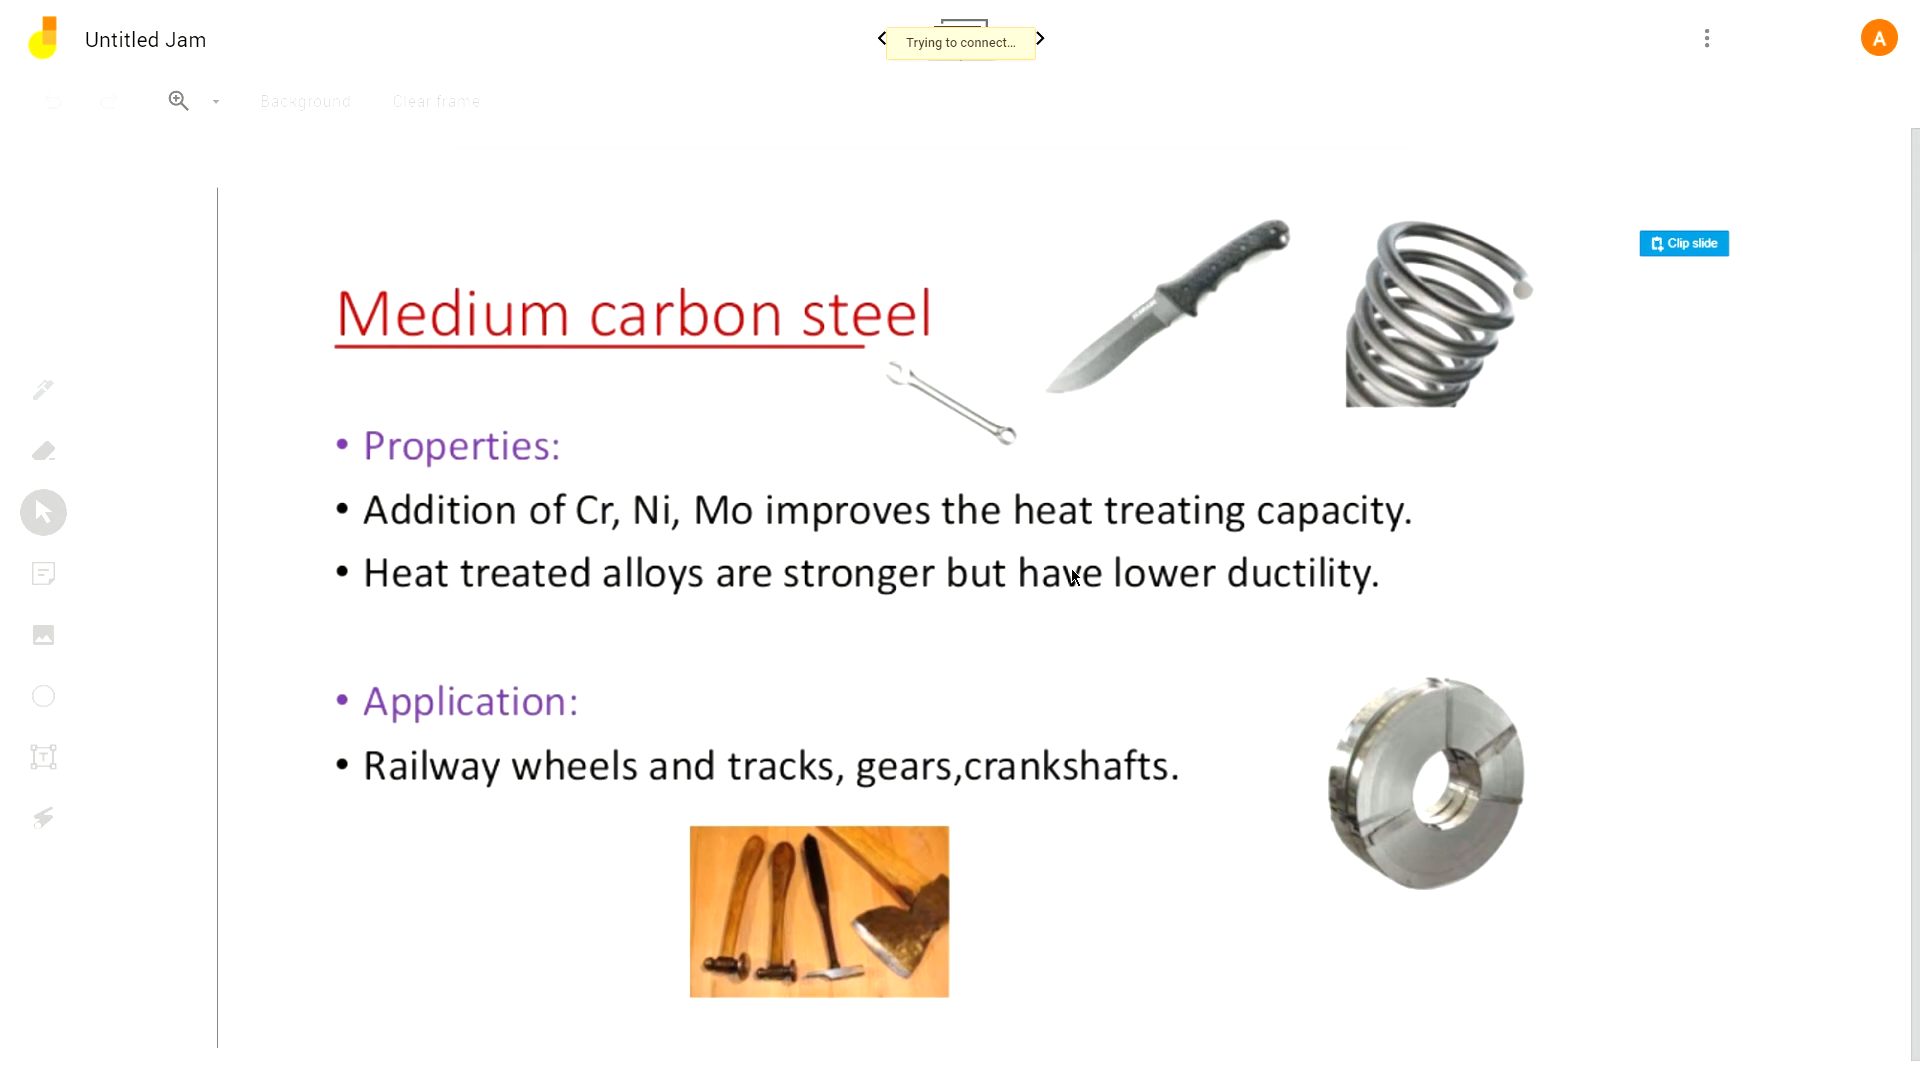 Untitled Jam
Trying to connect...
A
Background
Clear frame
Clip slide
Medium carbon steel
• Properties:
• Addition of Cr, Ni, Mo improves the heat treating capacity.
• Heat treated alloys are stronger but have lower ductility.
• Application:
• Railway wheels and tracks, gears,crankshafts.